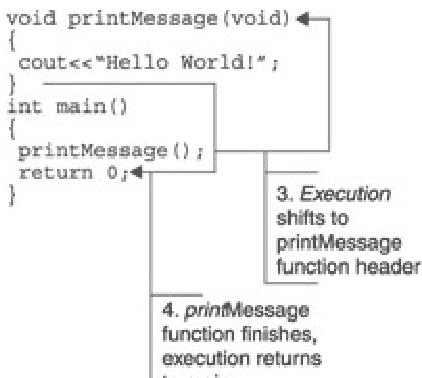 void printMessage(void)
{
cout<<"Hello World!";
}
int main()
{
printMessage();
return 0;
}
3. Execution
shifts to
printMessage
function header
4. printMessage
function finishes,
execution returns